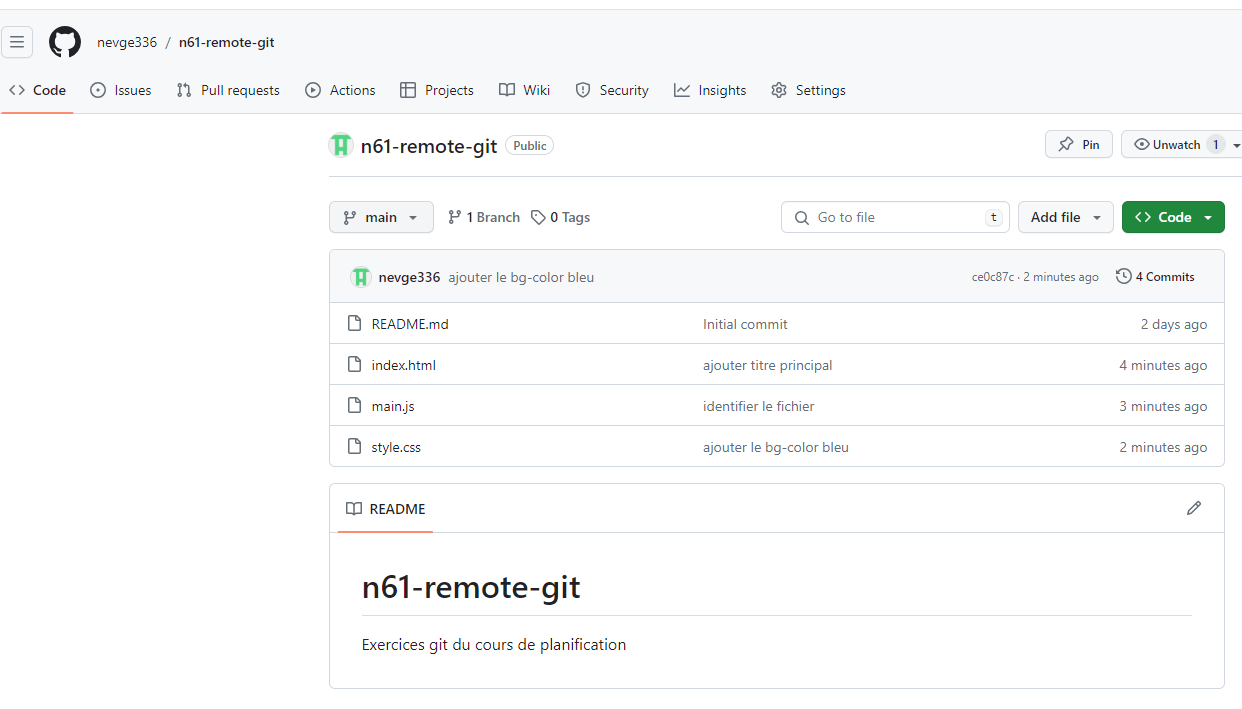 nevge336 / n61-remote-git
Code Issues Pull requests Actions Projects Wiki Security Insights Settings
n61-remote-git Public Pin Unwatch 1
main 1 Branch 0 Tags Go to file t Add file Code
nevge336 ajouter le bg-color bleu ce0c87c · 2 minutes ago 4 Commits
README.md Initial commit 2 days ago
index.html ajouter titre principal 4 minutes ago
main.js identifier le fichier 3 minutes ago
style.css ajouter le bg-color bleu 2 minutes ago
README
n61-remote-git
Exercices git du cours de planification